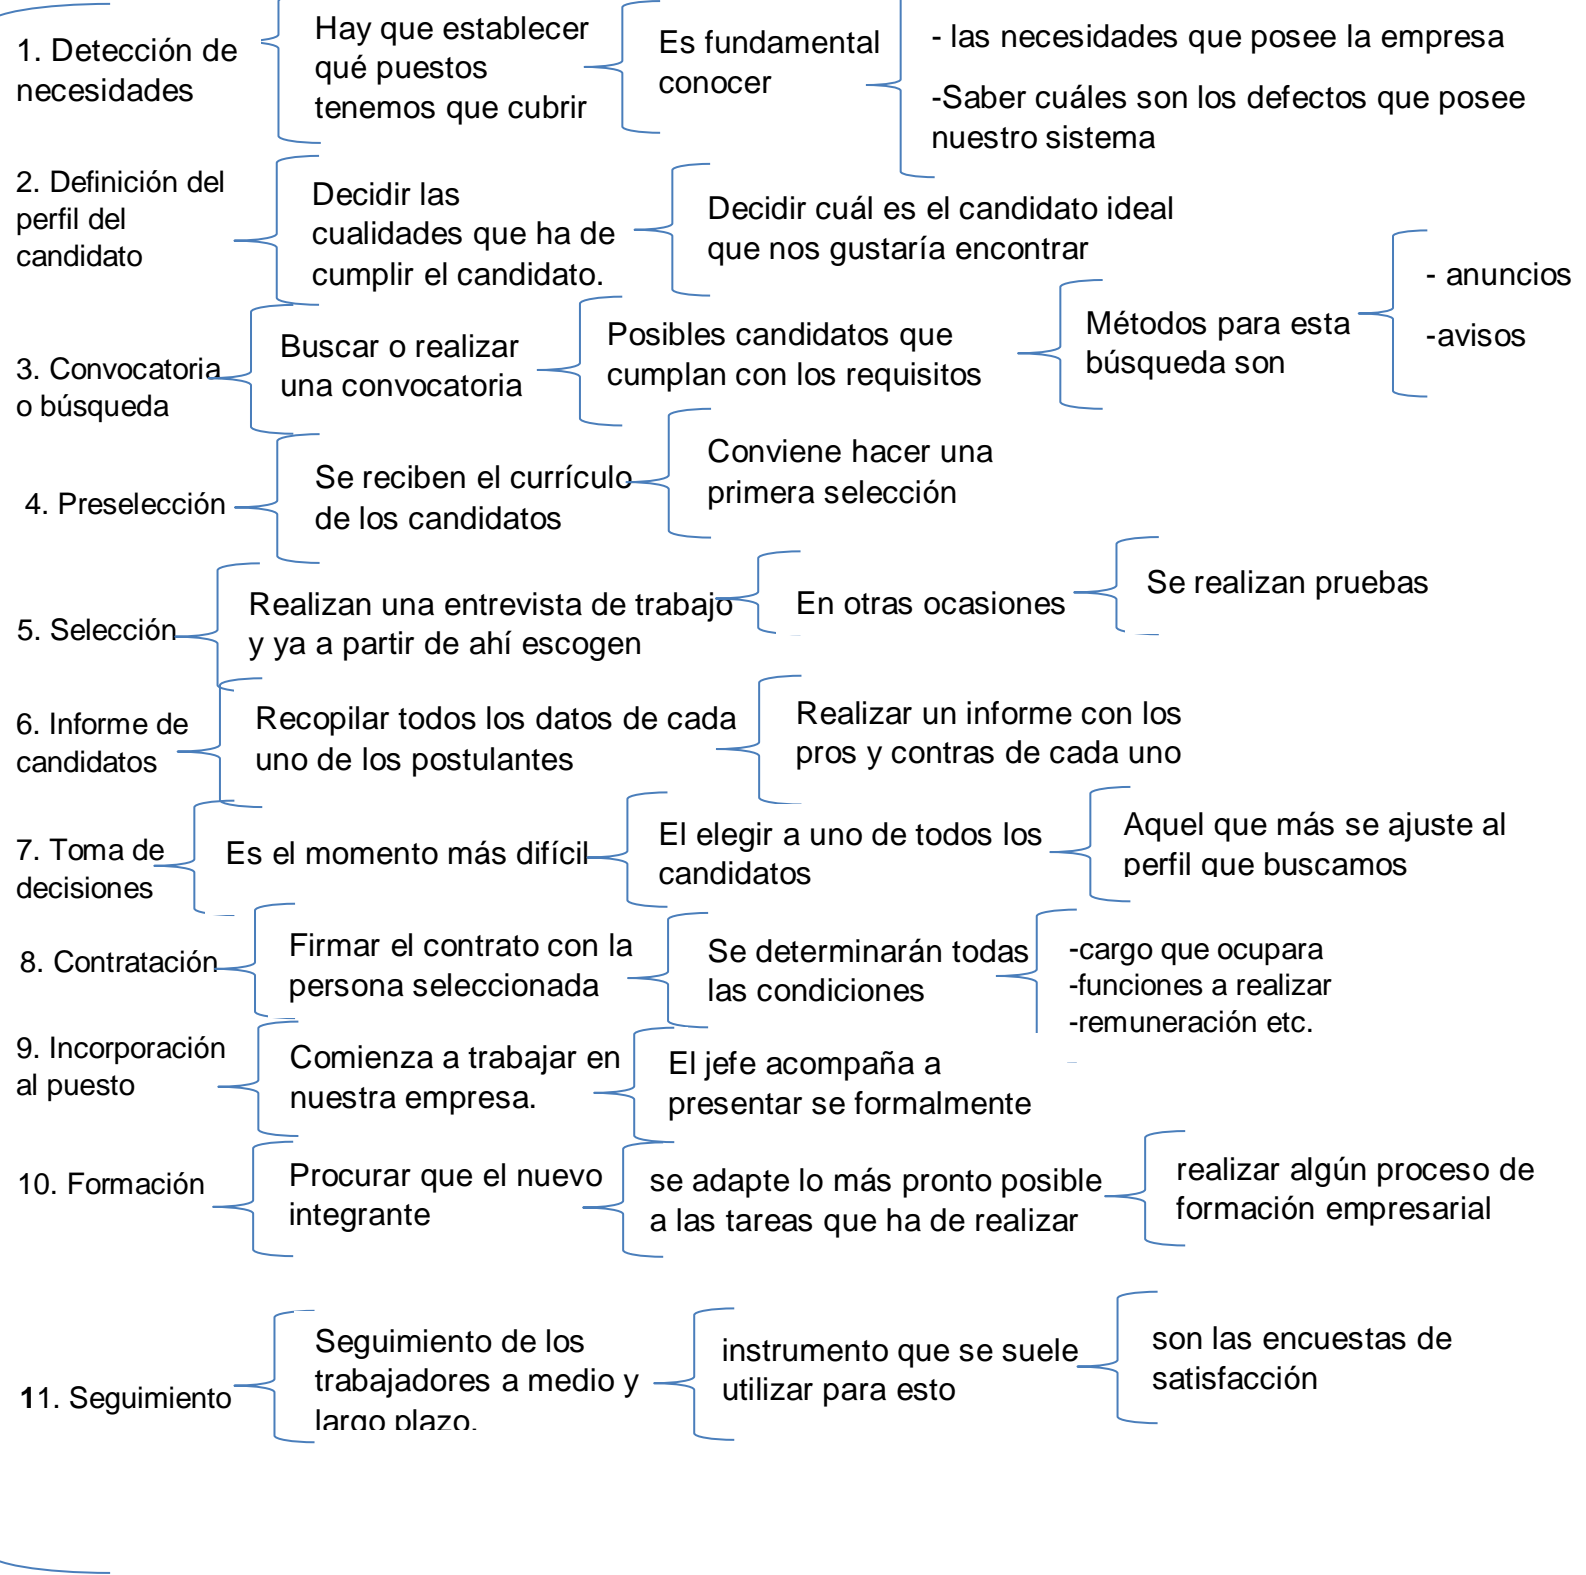 1. Detección de
necesidades
Hay que establecer
qué puestos
tenemos que cubrir
Es fundamental
conocer
- las necesidades que posee la empresa
-Saber cuáles son los defectos que posee
nuestro sistema
2. Definición del
perfil del
candidato
Decidir las
cualidades que ha de
cumplir el candidato.
Decidir cuál es el candidato ideal
que nos gustaría encontrar
3. Convocatoria
o búsqueda
Buscar o realizar
una convocatoria
Posibles candidatos que
cumplan con los requisitos
Métodos para esta
búsqueda son
- anuncios
-avisos
4. Preselección
Se reciben el currículo
de los candidatos
Conviene hacer una
primera selección
5. Selección
Realizan una entrevista de trabajo
y ya a partir de ahí escogen
En otras ocasiones
Se realizan pruebas
6. Informe de
candidatos
Recopilar todos los datos de cada
uno de los postulantes
Realizar un informe con los
pros y contras de cada uno
7. Toma de
decisiones
Es el momento más difícil
El elegir a uno de todos los
candidatos
Aquel que más se ajuste al
perfil que buscamos
8. Contratación
Firmar el contrato con la
persona seleccionada
Se determinarán todas
las condiciones
-cargo que ocupara
-funciones a realizar
-remuneración etc.
9. Incorporación
al puesto
Comienza a trabajar en
nuestra empresa.
El jefe acompaña a
presentar se formalmente
10. Formación
Procurar que el nuevo
integrante
se adapte lo más pronto posible
a las tareas que ha de realizar
realizar algún proceso de
formación empresarial
11. Seguimiento
Seguimiento de los
trabajadores a medio y
largo plazo.
instrumento que se suele
utilizar para esto
son las encuestas de
satisfacción